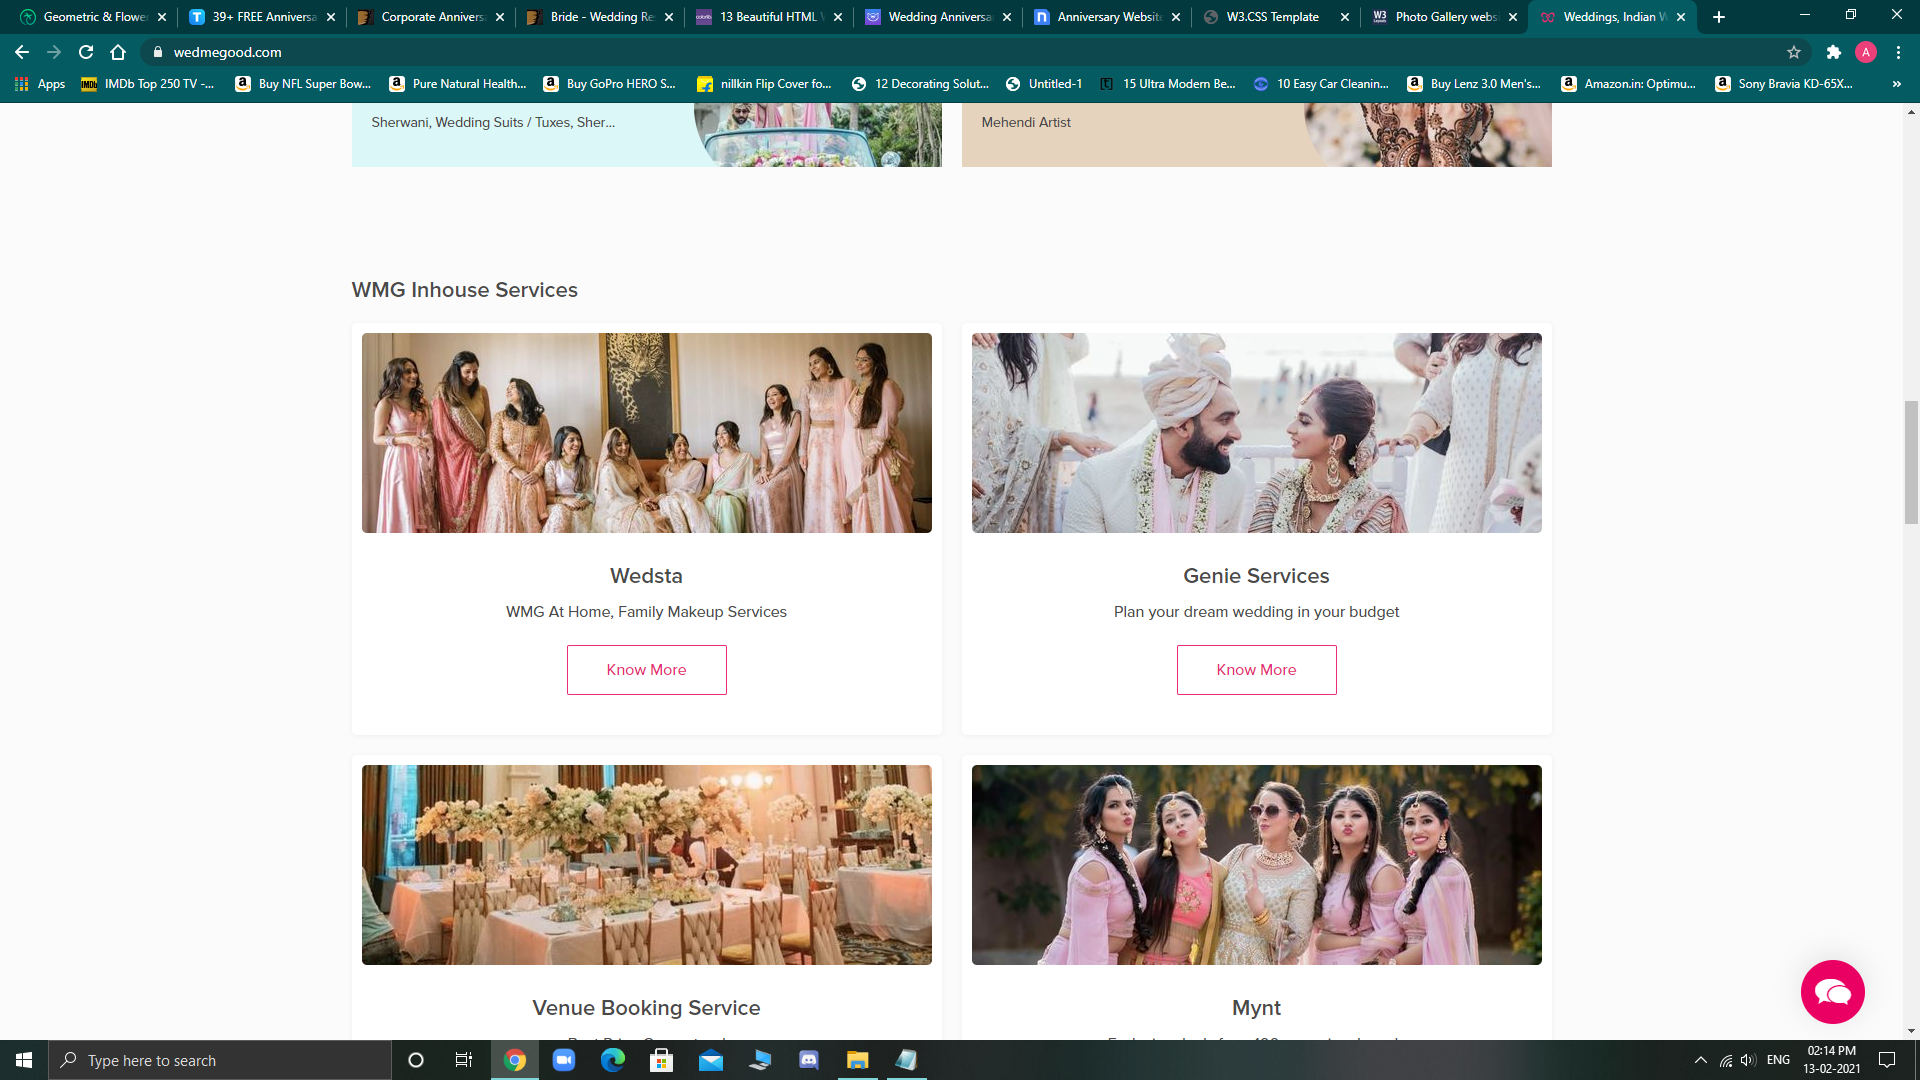 Geometric & Flower
39+ FREE Anniversa
Corporate Annivers
Bride - Wedding Re
13 Beautiful HTML
Wedding Anniversa
Anniversary Website
W3.CSS Template
Photo Gallery webs
Weddings, Indian W
wedmegood.com
A
Apps
IMDb Top 250 TV -...
Buy NFL Super Bow...
Pure Natural Health...
Buy GoPro HERO S...
nillkin Flip Cover fo...
12 Decorating Solut...
Untitled-1
15 Ultra Modern Be...
10 Easy Car Cleanin...
Buy Lenz 3.0 Men's...
Amazon.in: Optimu...
Sony Bravia KD-65X...
Sherwani, Wedding Suits / Tuxes, Sher...
Mehendi Artist
WMG Inhouse Services
Wedsta
WMG At Home, Family Makeup Services
Know More
Genie Services
Plan your dream wedding in your budget
Know More
Venue Booking Service
Mynt
Type here to search
ENG
02:14 PM
13-02-2021